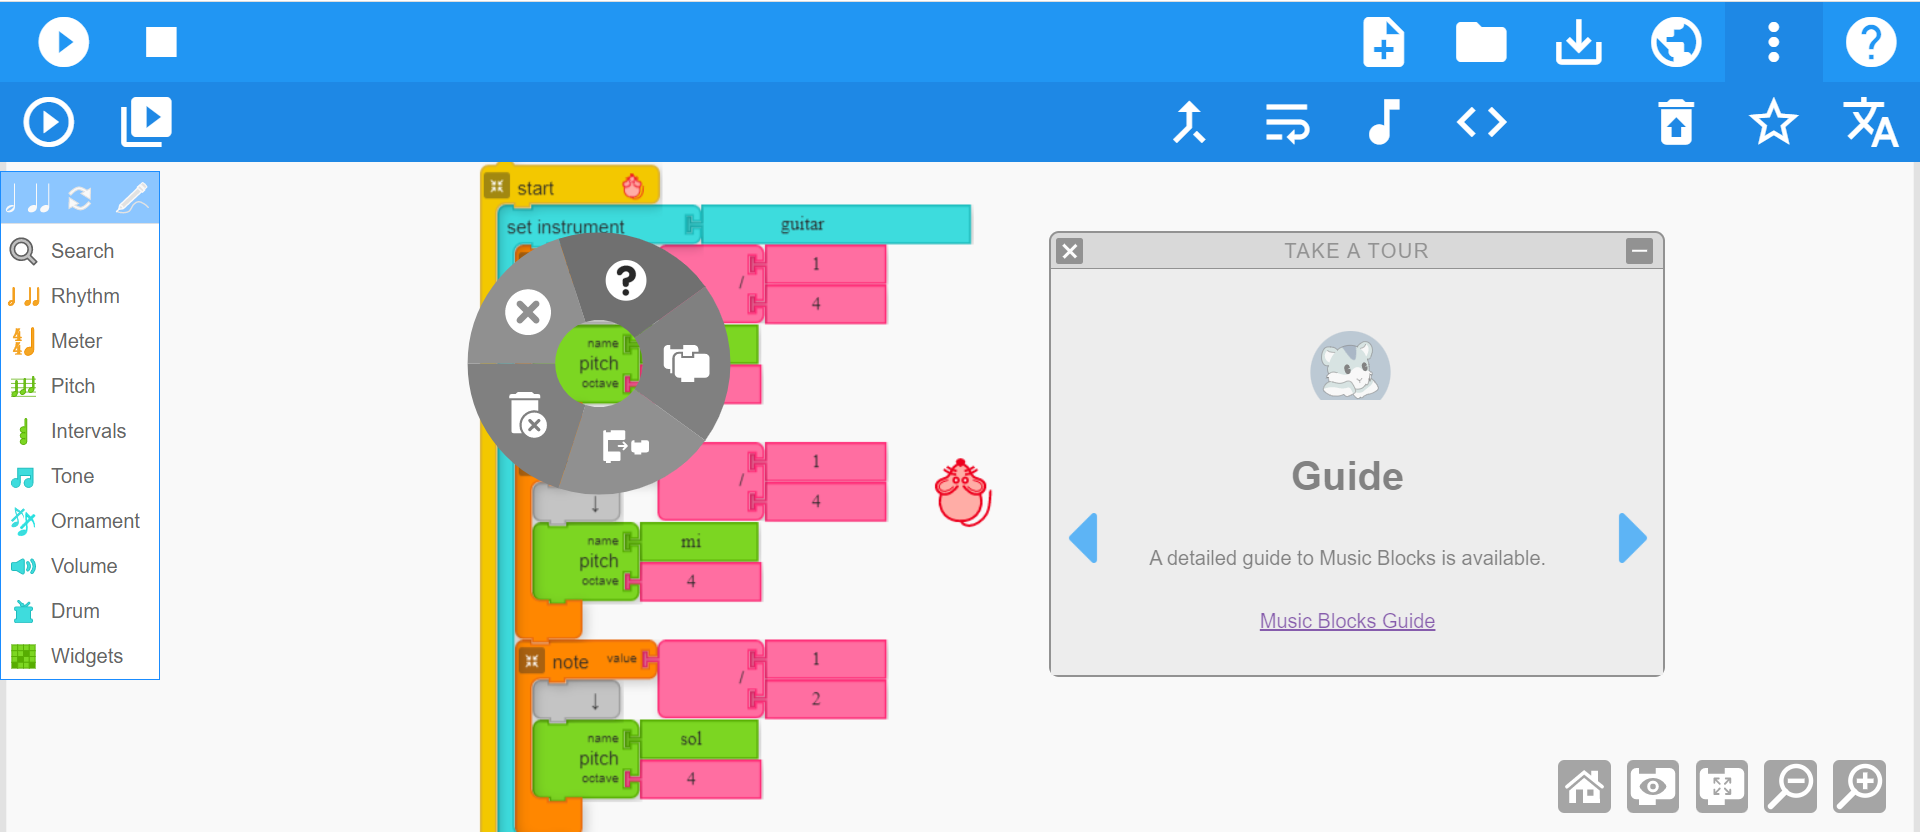 start
set instrument
guitar
1
/
4
name
pitch
octave
1
/
4
name
mi
pitch
octave
4
note value
1
/
2
name
sol
pitch
octave
4
Search
Rhythm
4
4
Meter
Pitch
Intervals
Tone
Ornament
Volume
Drum
Widgets
TAKE A TOUR
Guide
A detailed guide to Music Blocks is available.
Music Blocks Guide